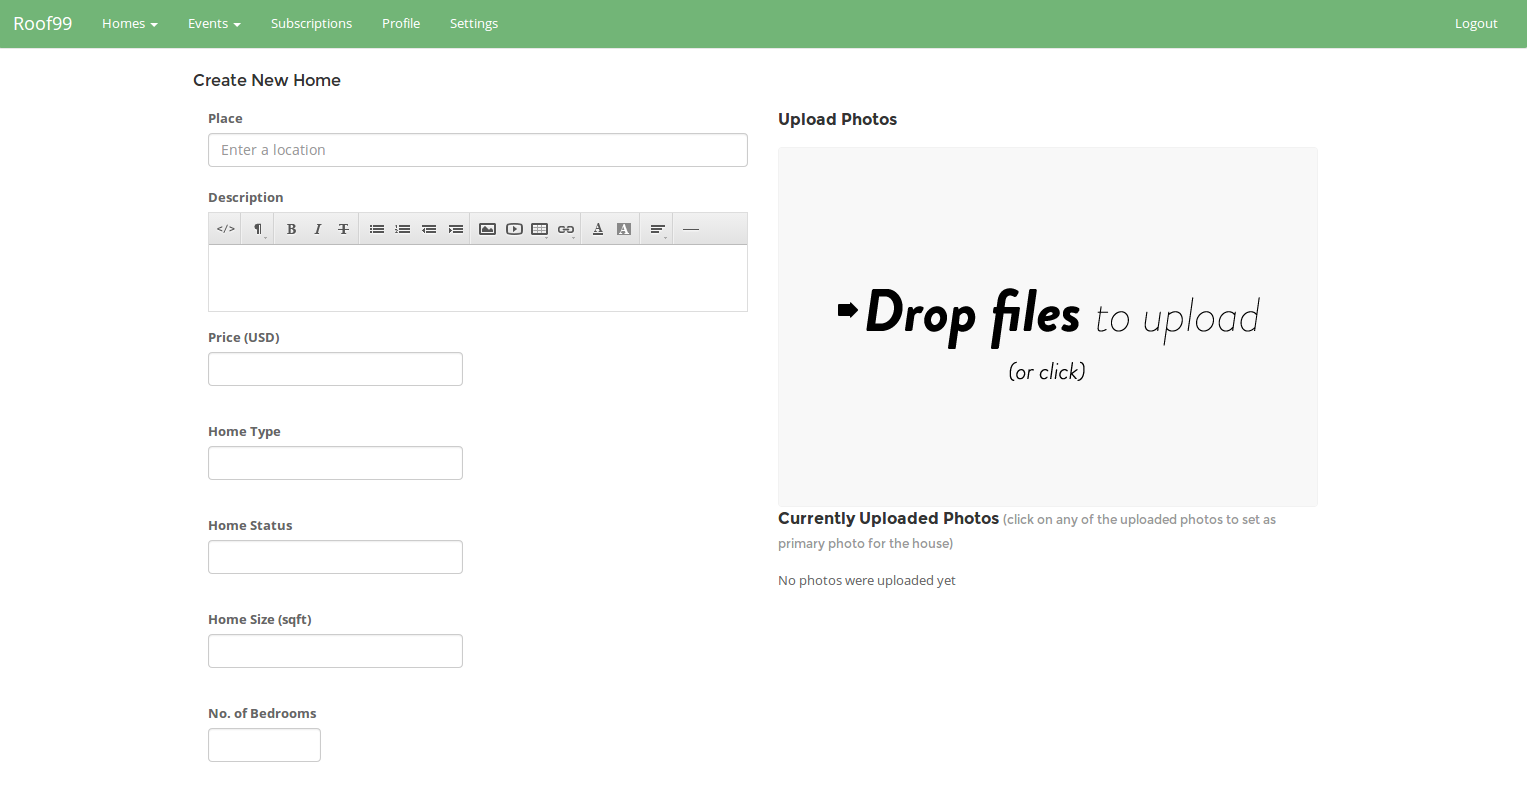 Roof99 Homes Events Subscriptions Profile Settings Logout
Create New Home
Place
Enter a location
Description
</> ¶ B I T A A
Price (USD)
Home Type
Home Status
Home Size (sqft)
No. of Bedrooms
Upload Photos
Drop files to upload
(or click)
Currently Uploaded Photos (click on any of the uploaded photos to set as
primary photo for the house)
No photos were uploaded yet